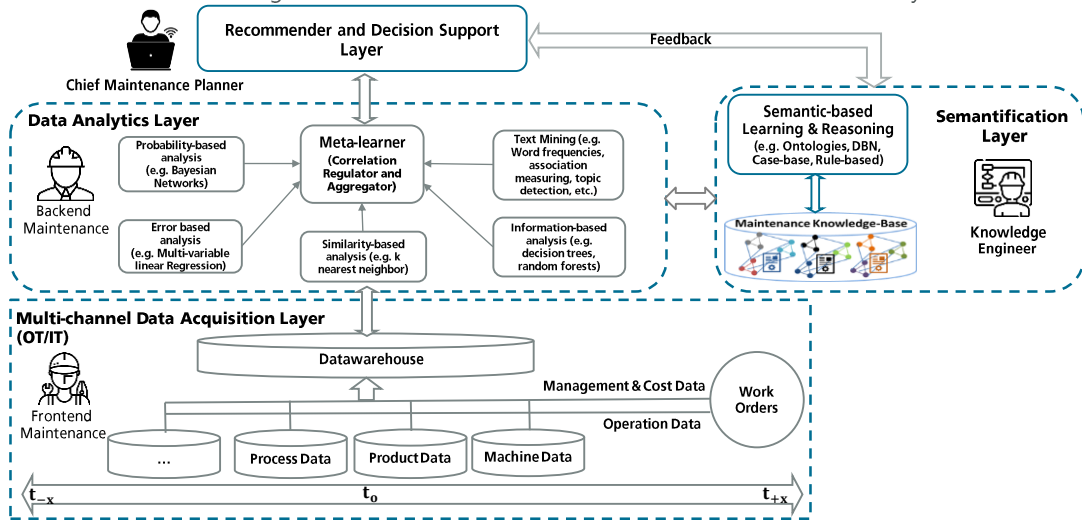 Recommender and Decision Support
Layer
Feedback
Chief Maintenance Planner
Data Analytics Layer
Probability-based
analysis
(e.g. Bayesian
Networks)
Meta-learner
(Correlation
Regulator and
Aggregator)
Text Mining (e.g.
Word frequencies,
association
measuring, topic
detection, etc.)
Backend
Maintenance
Error based
analysis
(e.g. Multi-variable
linear Regression)
Similarity-based
analysis (e.g. k
nearest neighbor)
Information-based
analysis (e.g.
decision trees,
random forests)
Semantic-based
Learning & Reasoning
(e.g. Ontologies, DBN,
Case-base, Rule-based)
Semantification
Layer
Maintenance Knowledge-Base
Knowledge
Engineer
Multi-channel Data Acquisition Layer
(OT/IT)
Datawarehouse
Frontend
Maintenance
Management & Cost Data
Operation Data
Work
Orders
...
Process Data
Product Data
Machine Data
t−x
to
t+x